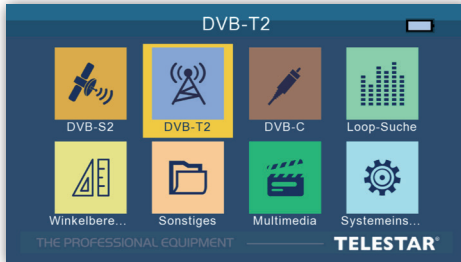 DVB-T2
DVB-S2 DVB-T2 DVB-C Loop-Suche
Winkelbere... Sonstiges Multimedia Systemeins...
THE PROFESSIONAL EQUIPMENT TELESTAR®